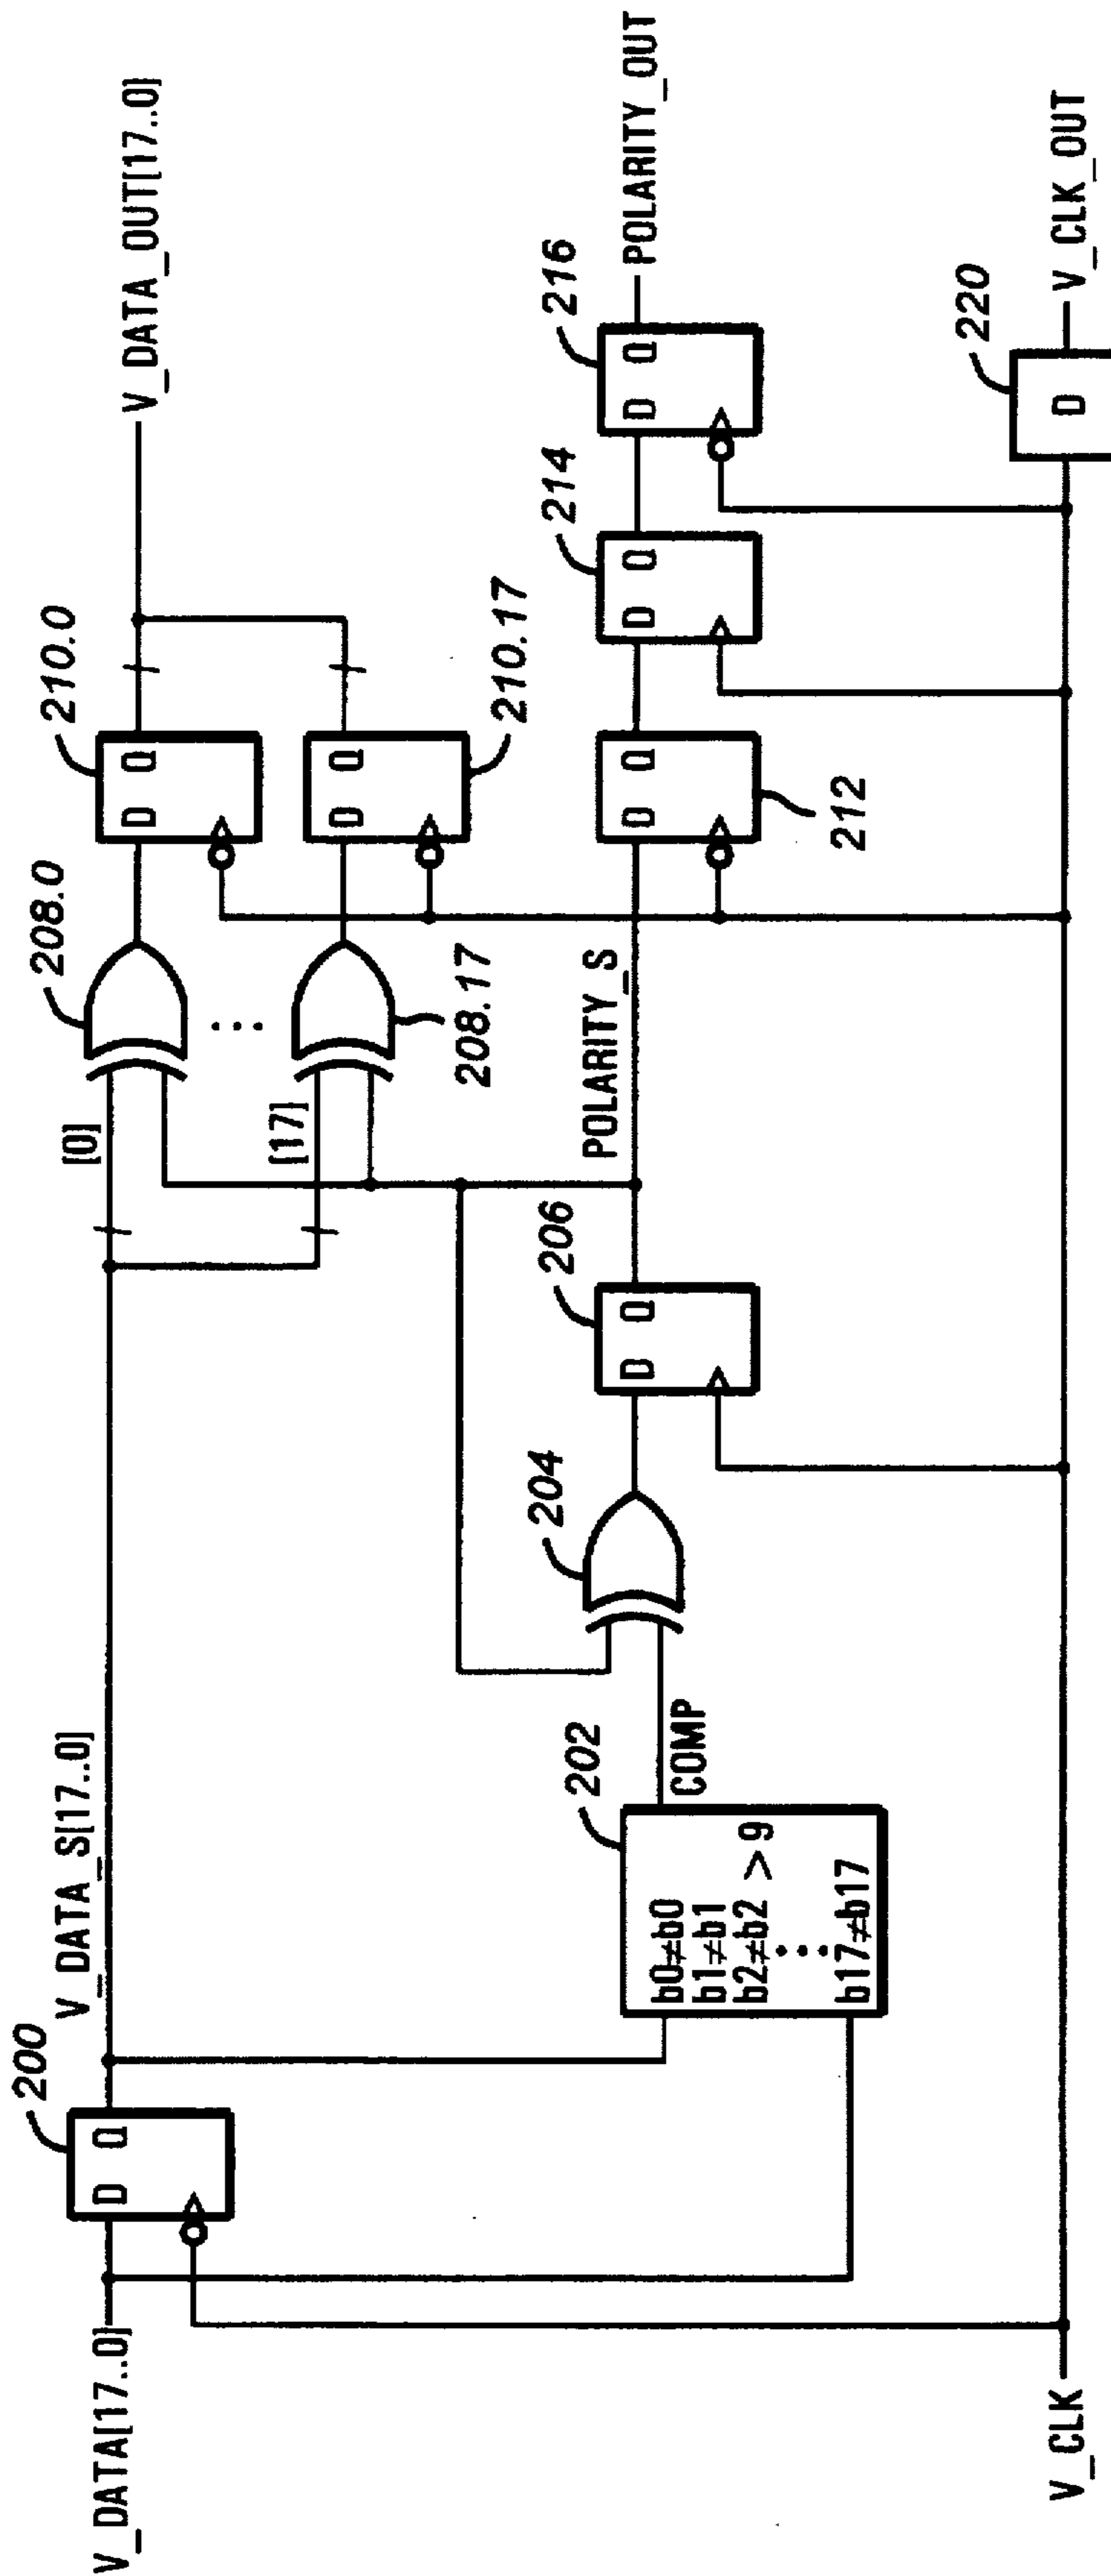 V_DATA[17..0]
D Q
200
V_DATA_S[17..0]
b0≠b0
b1≠b1
b2≠b2 >9
...
b17≠b17
202
COMP
204
D Q
206
POLARITY_S
[0]
[17]
208.0
...
208.17
D Q
210.0
D Q
210.17
V_DATA_OUT[17..0]
D Q
212
D Q
214
D Q
216
POLARITY_OUT
V_CLK
D
220
V_CLK_OUT